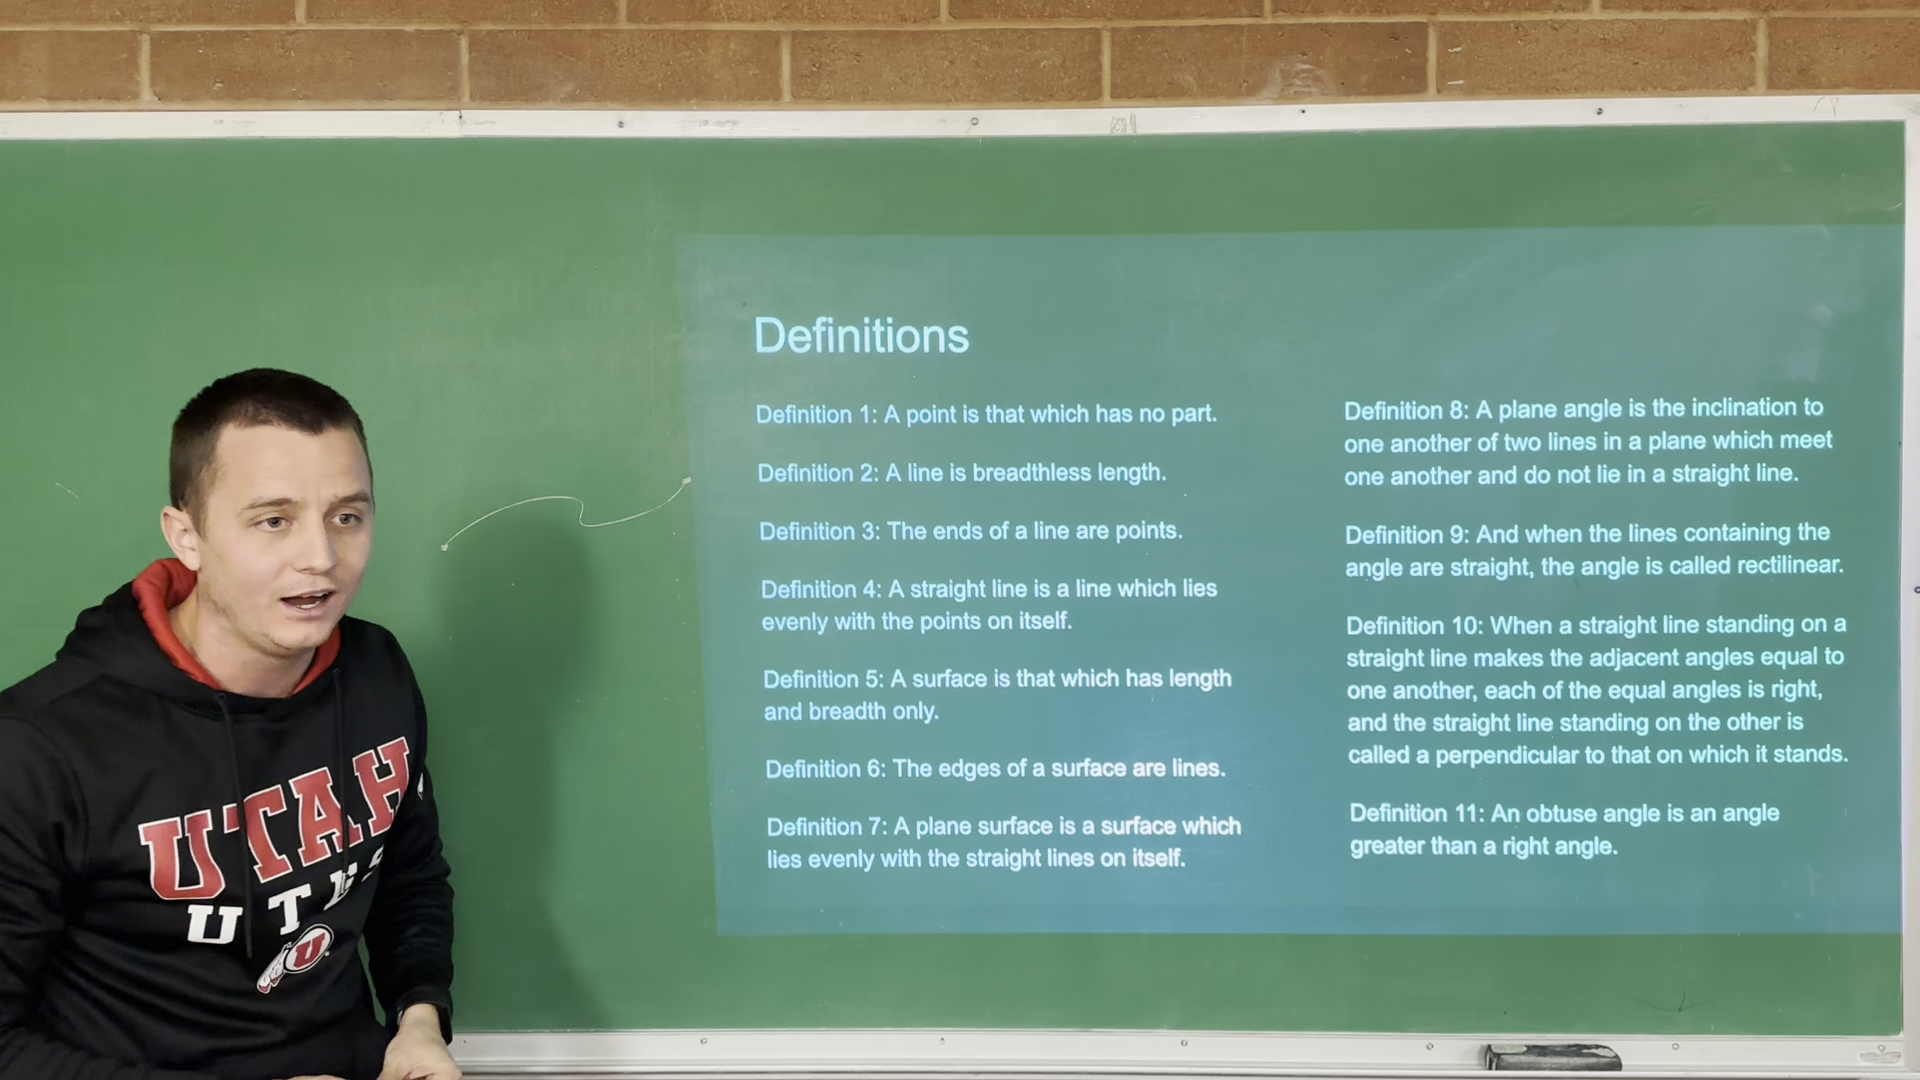 Definitions
Definition 1: A point is that which has no part.
Definition 2: A line is breadthless length.
Definition 3: The ends of a line are points.
Definition 4: A straight line is a line which lies
evenly with the points on itself.
Definition 5: A surface is that which has length
and breadth only.
Definition 6: The edges of a surface are lines.
Definition 7: A plane surface is a surface which
lies evenly with the straight lines on itself.
Definition 8: A plane angle is the inclination to
one another of two lines in a plane which meet
one another and do not lie in a straight line.
Definition 9: And when the lines containing the
angle are straight, the angle is called rectilinear.
Definition 10: When a straight line standing on a
straight line makes the adjacent angles equal to
one another, each of the equal angles is right,
and the straight line standing on the other is
called a perpendicular to that on which it stands.
Definition 11: An obtuse angle is an angle
greater than a right angle.
UTAH
UTES
U